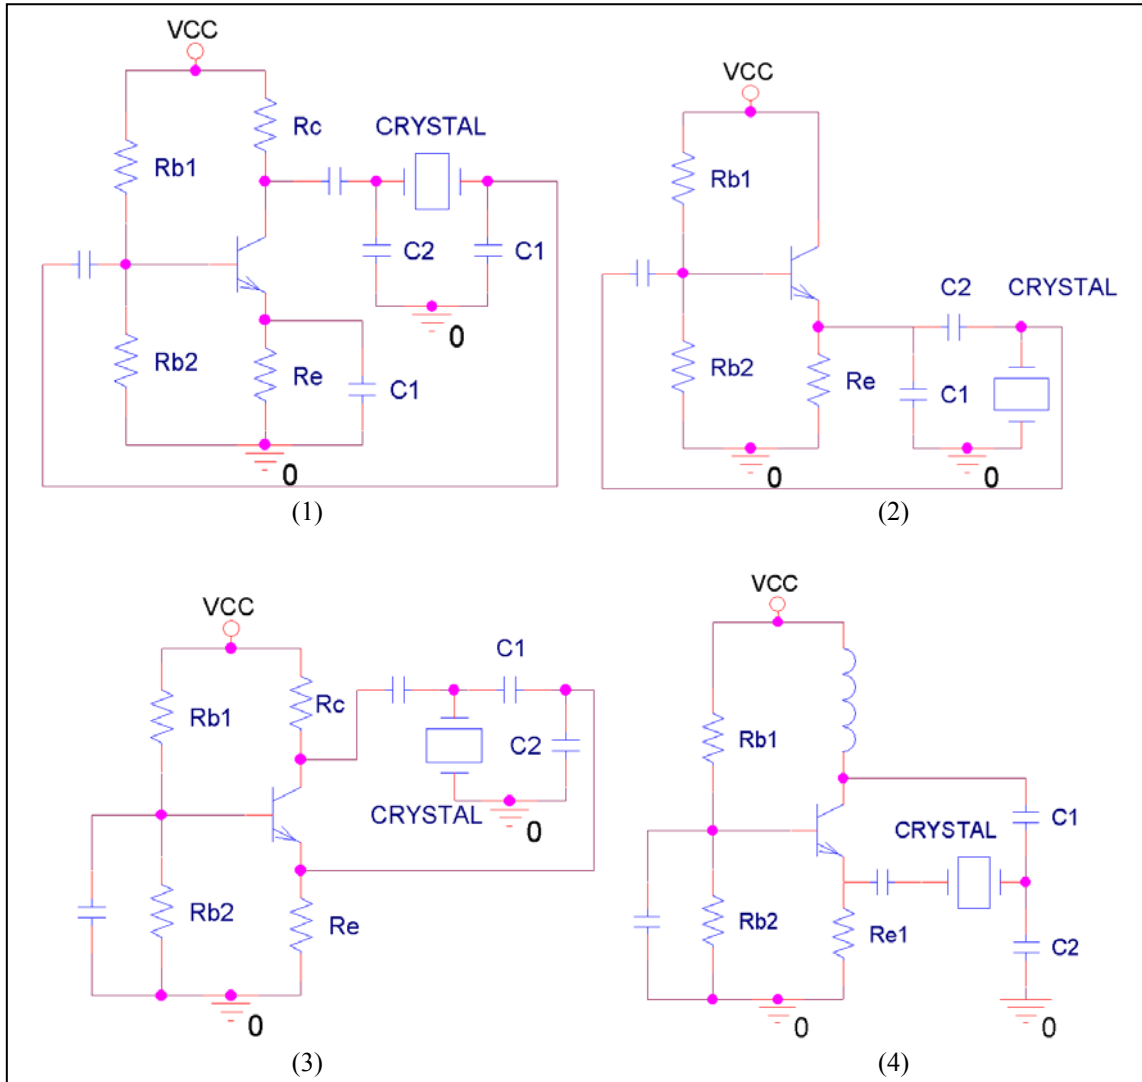 VCC
Rc
CRYSTAL
Rb1
C2
C1
0
Rb2
Re
C1
0
(1)
VCC
Rb1
C2
CRYSTAL
Rb2
Re
C1
0
0
(2)
VCC
C1
Rc
Rb1
C2
CRYSTAL
0
Rb2
Re
0
(3)
VCC
Rb1
CRYSTAL
C1
Rb2
Re1
C2
0
0
(4)